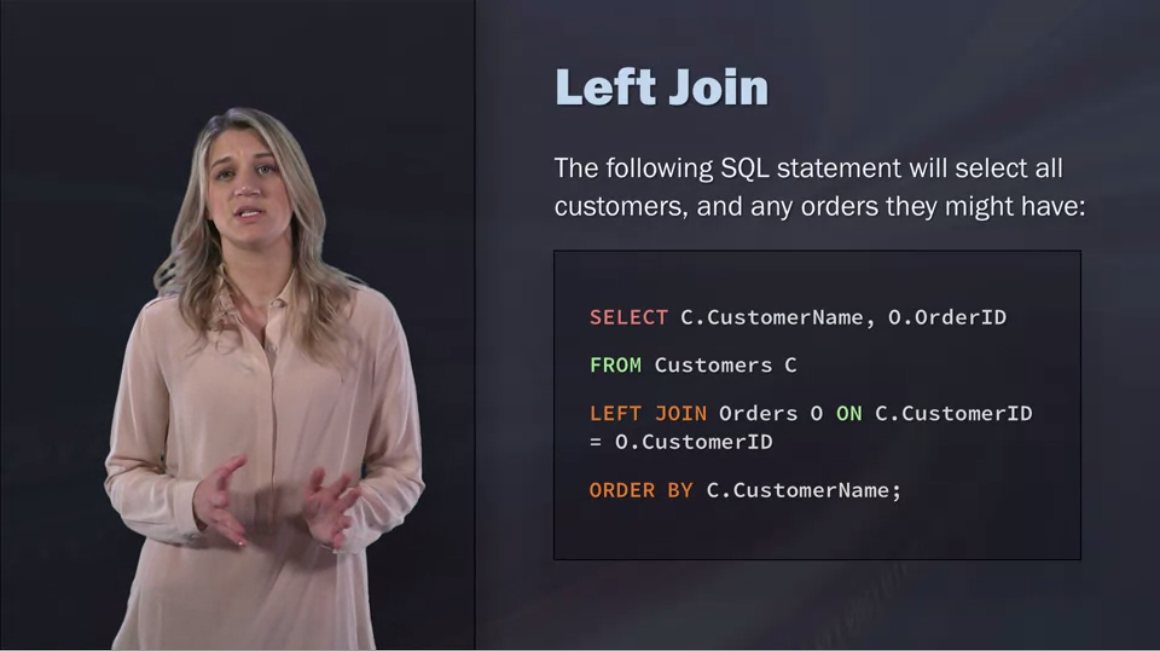 Left Join
The following SQL statement will select all
customers, and any orders they might have:
SELECT C.CustomerName, O.OrderID
FROM Customers C
LEFT JOIN Orders O ON C.CustomerID
= O.CustomerID
ORDER BY C.CustomerName;